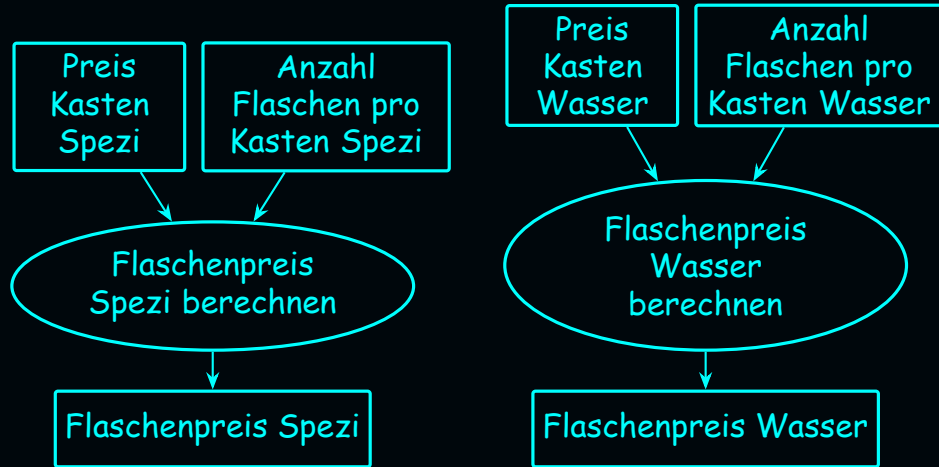 Preis
Kasten
Spezi
Anzahl
Flaschen pro
Kasten Spezi
Flaschenpreis
Spezi berechnen
Flaschenpreis Spezi
Preis
Kasten
Wasser
Anzahl
Flaschen pro
Kasten Wasser
Flaschenpreis
Wasser
berechnen
Flaschenpreis Wasser